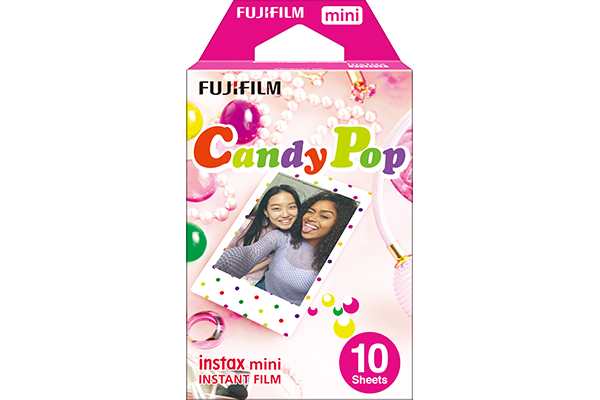 FUJIFILM mini
FUJIFILM
Candy Pop
instax mini
INSTANT FILM
10
Sheets